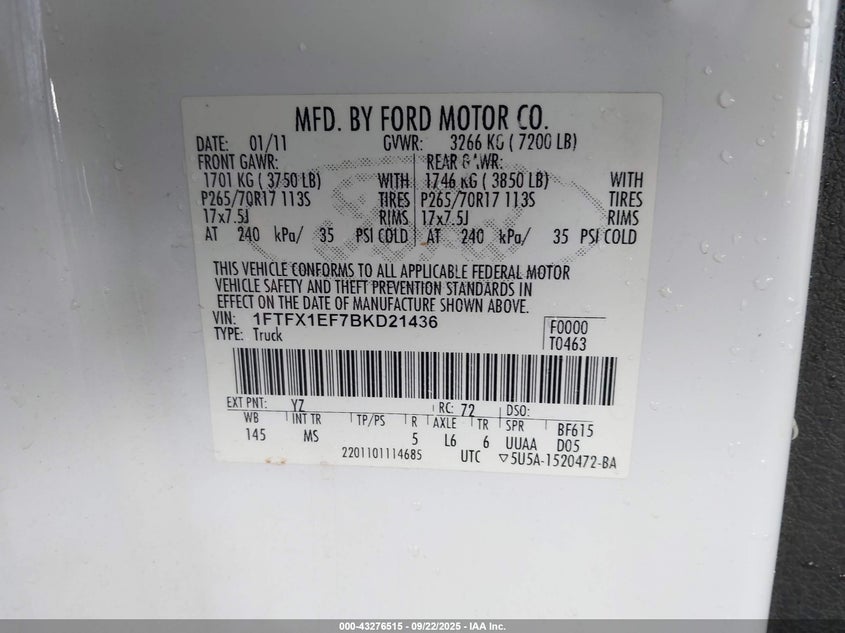 MFD. BY FORD MOTOR CO.
DATE: 01/11 GVWR: 3266 KG ( 7200 LB)
FRONT GAWR: REAR GAWR:
1701 KG ( 3750 LB) WITH 1746 KG ( 3850 LB) WITH
P265/70R17 113S TIRES P265/70R17 113S TIRES
17x7.5J RIMS 17x7.5J RIMS
AT 240 kPa/ 35 PSI COLD AT 240 kPa/ 35 PSI COLD
THIS VEHICLE CONFORMS TO ALL APPLICABLE FEDERAL MOTOR
VEHICLE SAFETY AND THEFT PREVENTION STANDARDS IN
EFFECT ON THE DATE OF MANUFACTURE SHOWN ABOVE.
VIN: 1FTFX1EF7BKD21436 F0000
TYPE: Truck T0463
EXT PNT: YZ RC: 72 DSO:
WB INT TR TP/PS R AXLE TR SPR BF615
145 MS 5 L6 6 UUAA D05
2201101114685 UTC ▽5U5A-1520472-BA
000-43276515 - 09/22/2025 - IAA Inc.